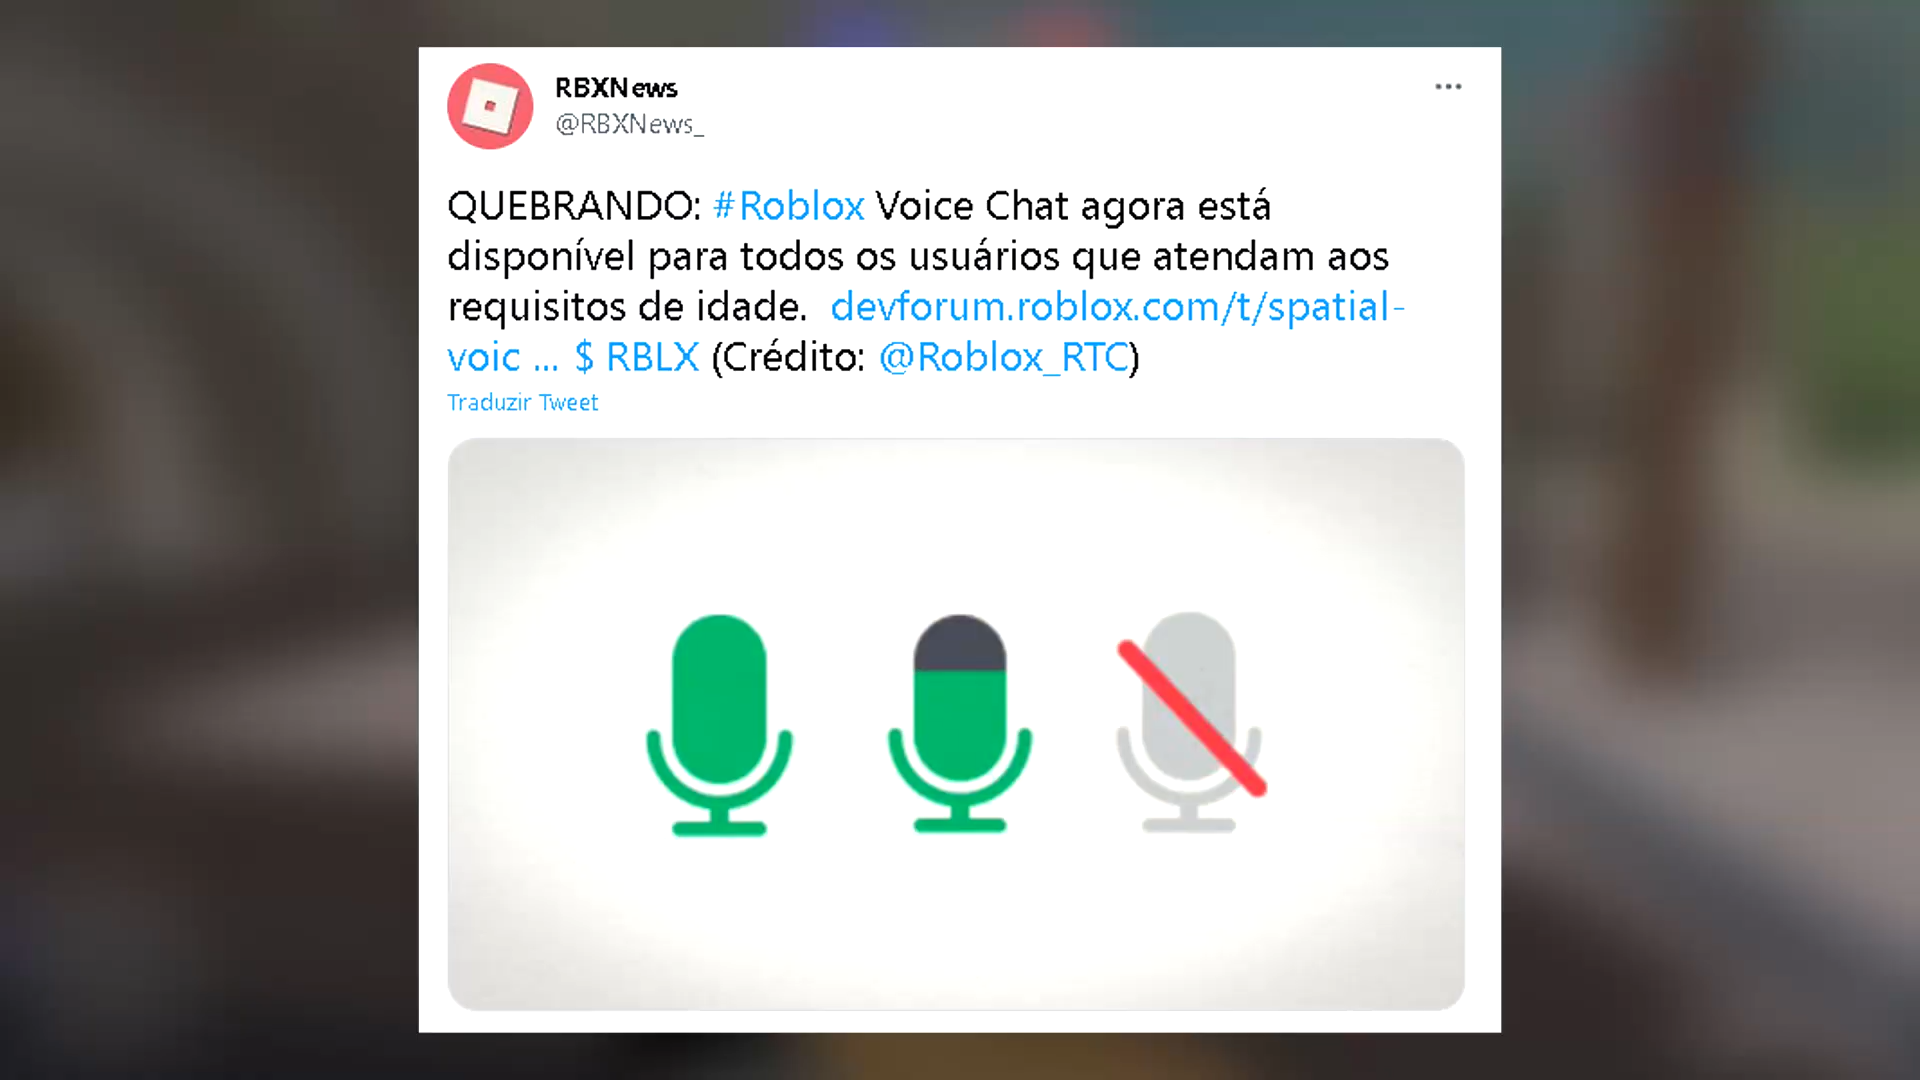 RBXNews
@RBXNews_
QUEBRANDO: #Roblox Voice Chat agora está
disponível para todos os usuários que atendam aos
requisitos de idade. devforum.roblox.com/t/spatial-
voic ... $ RBLX (Crédito: @Roblox_RTC)
Traduzir Tweet